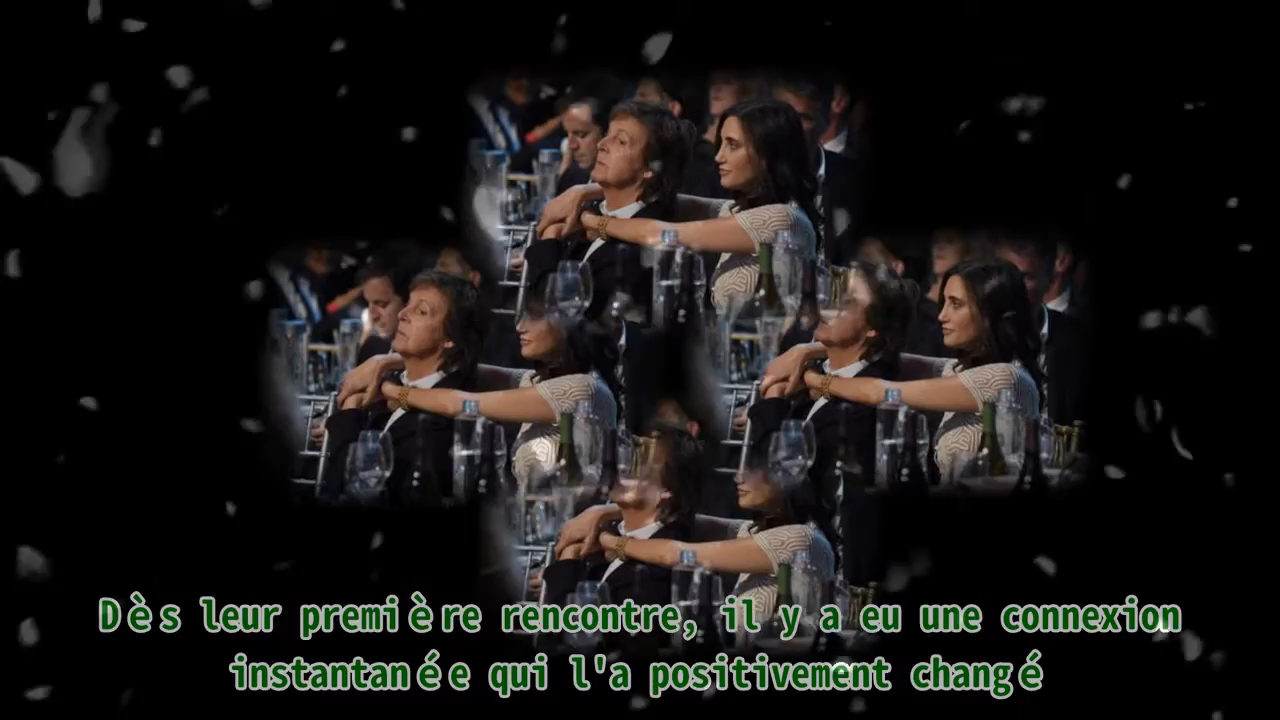 Dès leur première rencontre, il y a eu une connexion
instantanée qui l'a positivement changé